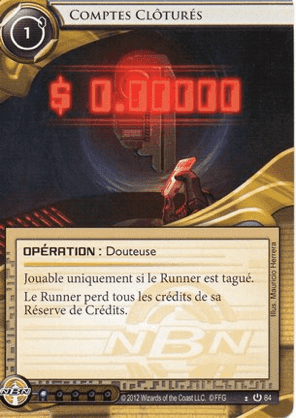 COMPTES CLÔTURÉS
1
$ 0.00000
OPÉRATION : Douteuse
Jouable uniquement si le Runner est tagué.
Le Runner perd tous les crédits de sa
Réserve de Crédits.
NBN
Illus. Mauricio Herrera
NBN
©2012 Wizards of the Coast LLC. ©FFG
84